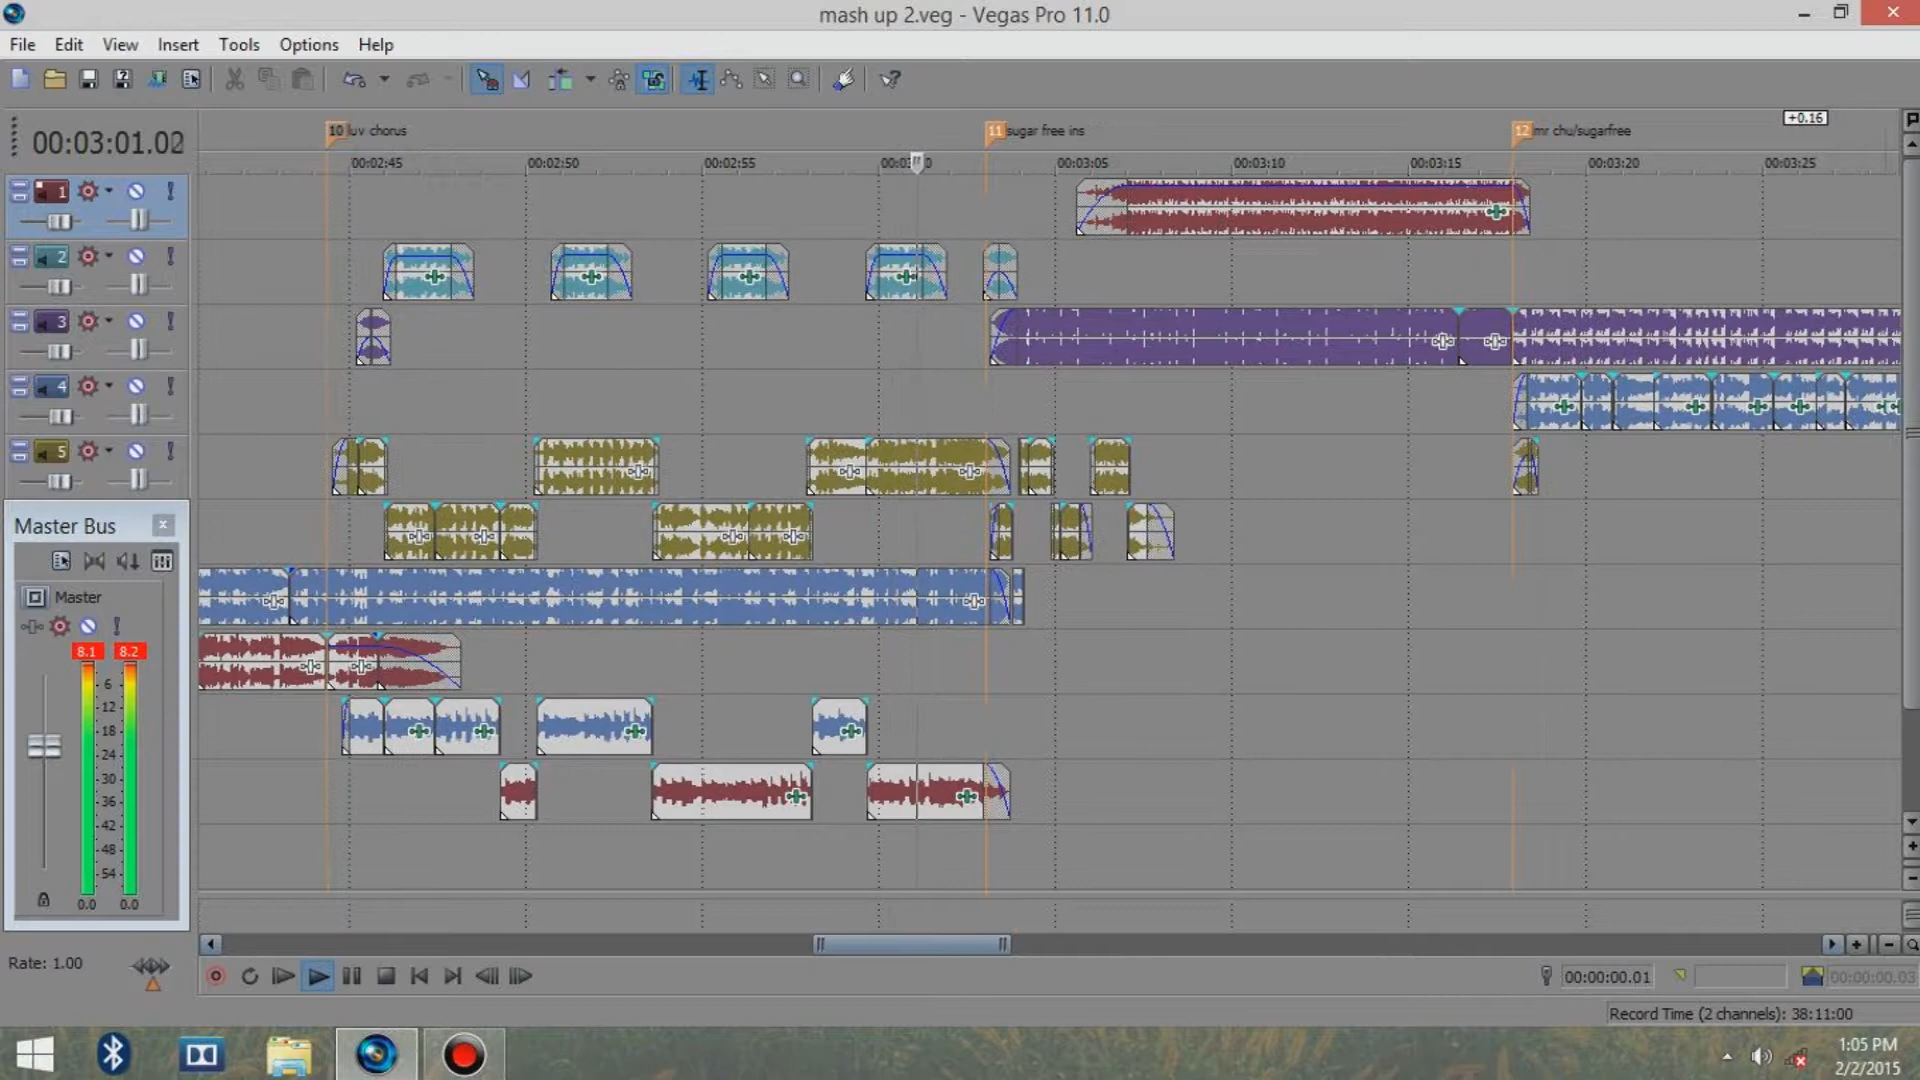 mash up 2.veg - Vegas Pro 11.0
File Edit View Insert Tools Options Help
00:03:01.02
10 luv chorus 11 sugar free ins 12 mr chu/sugarfree
+0.16
00:02:45 00:02:50 00:02:55 00:03:05 00:03:10 00:03:15 00:03:20 00:03:25
1
2
3
4
5
Master Bus
Master
8.1 8.2
6
-12-
-18-
-24-
-30-
-36-
-42-
-48-
-54-
0.0 0.0
Rate: 1.00
00:00:00.01
00:00:00.03
Record Time (2 channels): 38:11:00
1:05 PM
2/2/2015